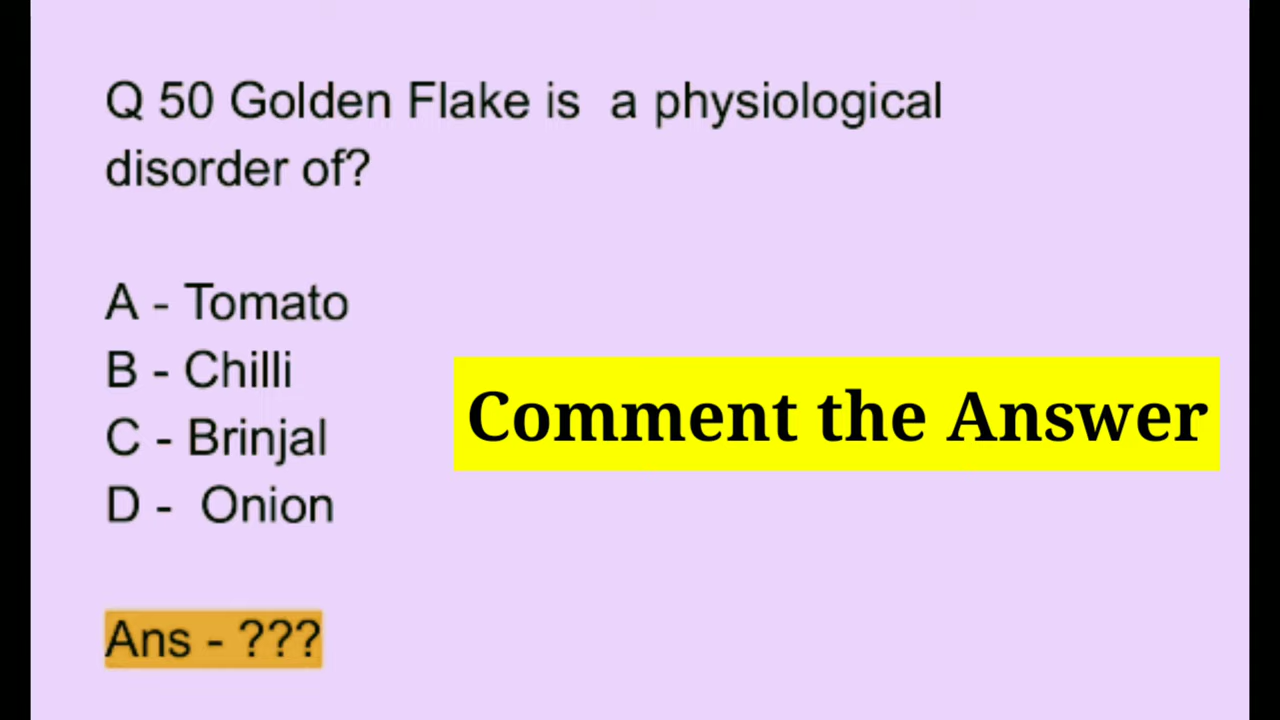 Q 50 Golden Flake is  a physiological
disorder of?
A - Tomato
B - Chilli
C - Brinjal
D -  Onion
Comment the Answer
Ans - ???